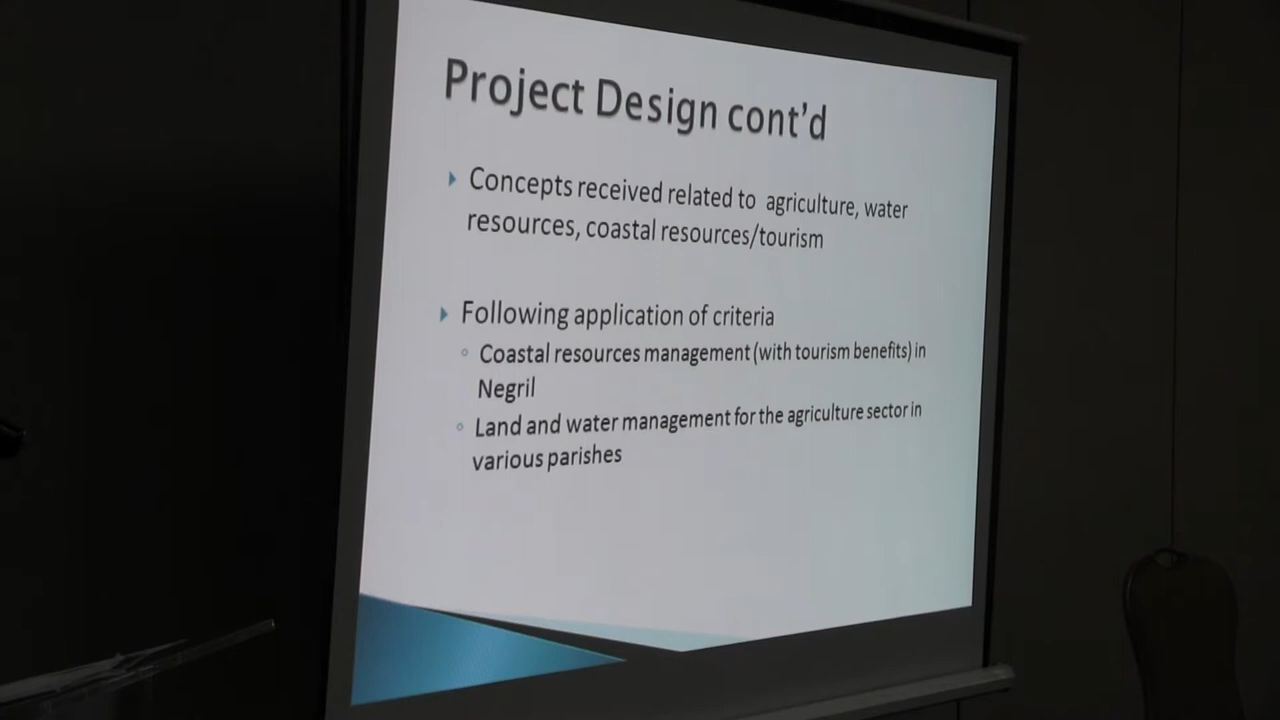 Project Design cont'd
Concepts received related to agriculture, water
resources, coastal resources/tourism
Following application of criteria
Coastal resources management (with tourism benefits) in
Negril
Land and water management for the agriculture sector in
various parishes